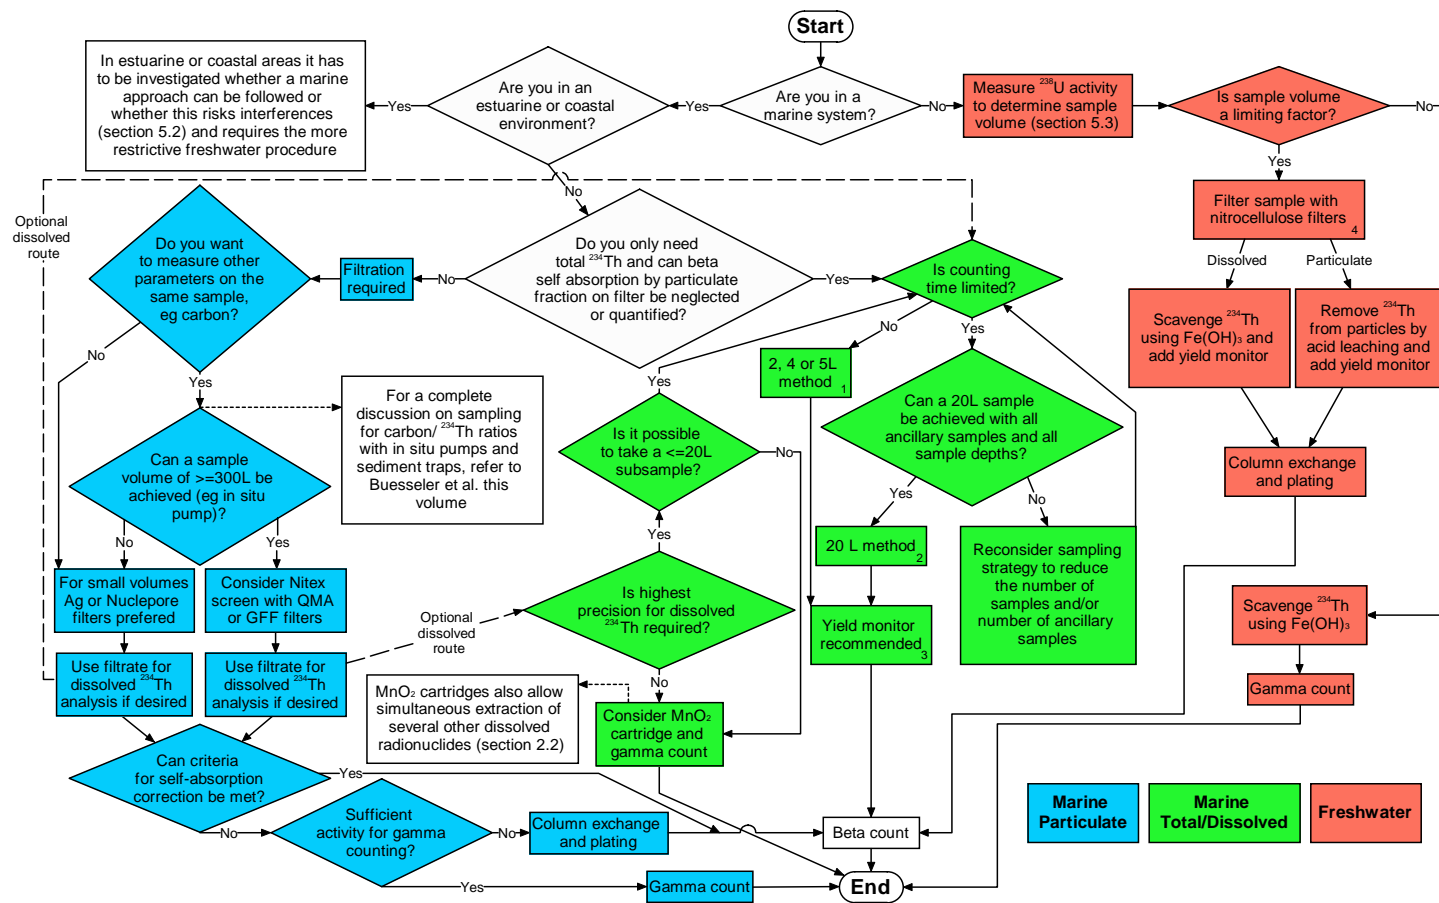 Start
In estuarine or coastal areas it has
to be investigated whether a marine
approach can be followed or
whether this risks interferences
(section 5.2) and requires the more
restrictive freshwater procedure
Yes
Are you in an
estuarine or coastal
environment?
Yes
Are you in a
marine system?
No
Measure ²³⁸U activity
to determine sample
volume (section 5.3)
Is sample volume
a limiting factor?
No
Yes
No
Optional
dissolved
route
Do you want
to measure other
parameters on the
same sample,
eg carbon?
Filtration
required
No
Do you only need
total ²³⁴Th and can beta
self absorption by particulate
fraction on filter be neglected
or quantified?
Yes
Is counting
time limited?
Filter sample with
nitrocellulose filters
4
Dissolved
Particulate
Scavenge ²³⁴Th
using Fe(OH)₃ and
add yield monitor
Remove ²³⁴Th
from particles by
acid leaching and
add yield monitor
No
Yes
No
Yes
2, 4 or 5L
method
1
For a complete
discussion on sampling
for carbon/ ²³⁴Th ratios
with in situ pumps and
sediment traps, refer to
Buesseler et al. this
volume
Yes
Is it possible
to take a <=20L
subsample?
No
Can a 20L sample
be achieved with all
ancillary samples and all
sample depths?
Can a sample
volume of >=300L be
achieved (eg in situ
pump)?
Column exchange
and plating
Yes
No
No
Yes
Yes
20 L method
2
Reconsider sampling
strategy to reduce
the number of
samples and/or
number of ancillary
samples
For small volumes
Ag or Nuclepore
filters prefered
Consider Nitex
screen with QMA
or GFF filters
Optional
dissolved
route
Is highest
precision for dissolved
²³⁴Th required?
Yield monitor
recommended
3
Scavenge ²³⁴Th
using Fe(OH)₃
Use filtrate for
dissolved ²³⁴Th
analysis if desired
Use filtrate for
dissolved ²³⁴Th
analysis if desired
No
Gamma count
MnO₂ cartridges also allow
simultaneous extraction of
several other dissolved
radionuclides (section 2.2)
Consider MnO₂
cartridge and
gamma count
Can criteria
for self-absorption
correction be met?
Yes
No
Sufficient
activity for gamma
counting?
No
Column exchange
and plating
Beta count
Yes
Gamma count
End
Marine
Particulate
Marine
Total/Dissolved
Freshwater